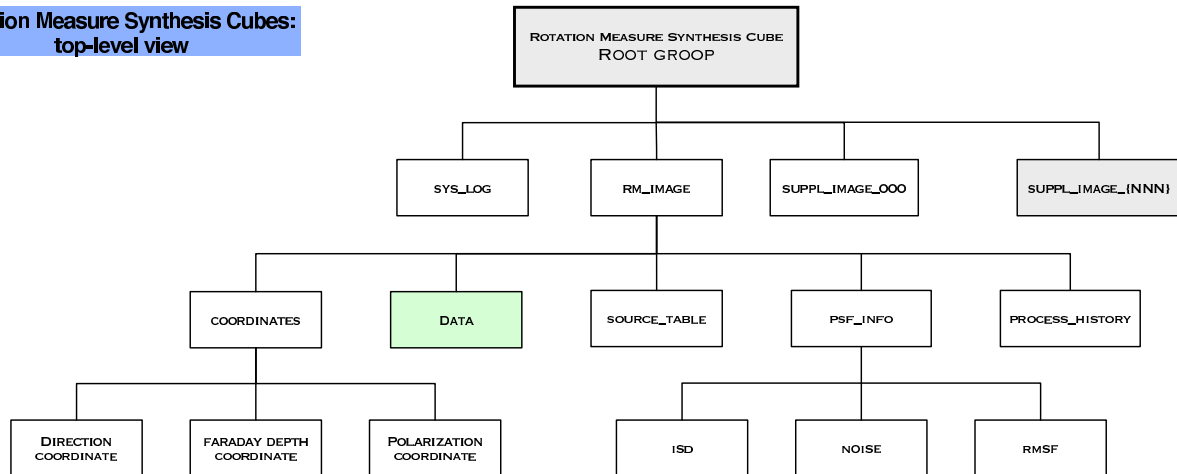 ion Measure Synthesis Cubes:
top-level view
Rotation Measure Synthesis Cube
Root groop
sys_log
rm_image
suppl_image_000
suppl_image_{NNN}
coordinates
Data
source_table
psf_info
process_history
Direction
coordinate
faraday depth
coordinate
Polarization
coordinate
isd
noise
rmsf